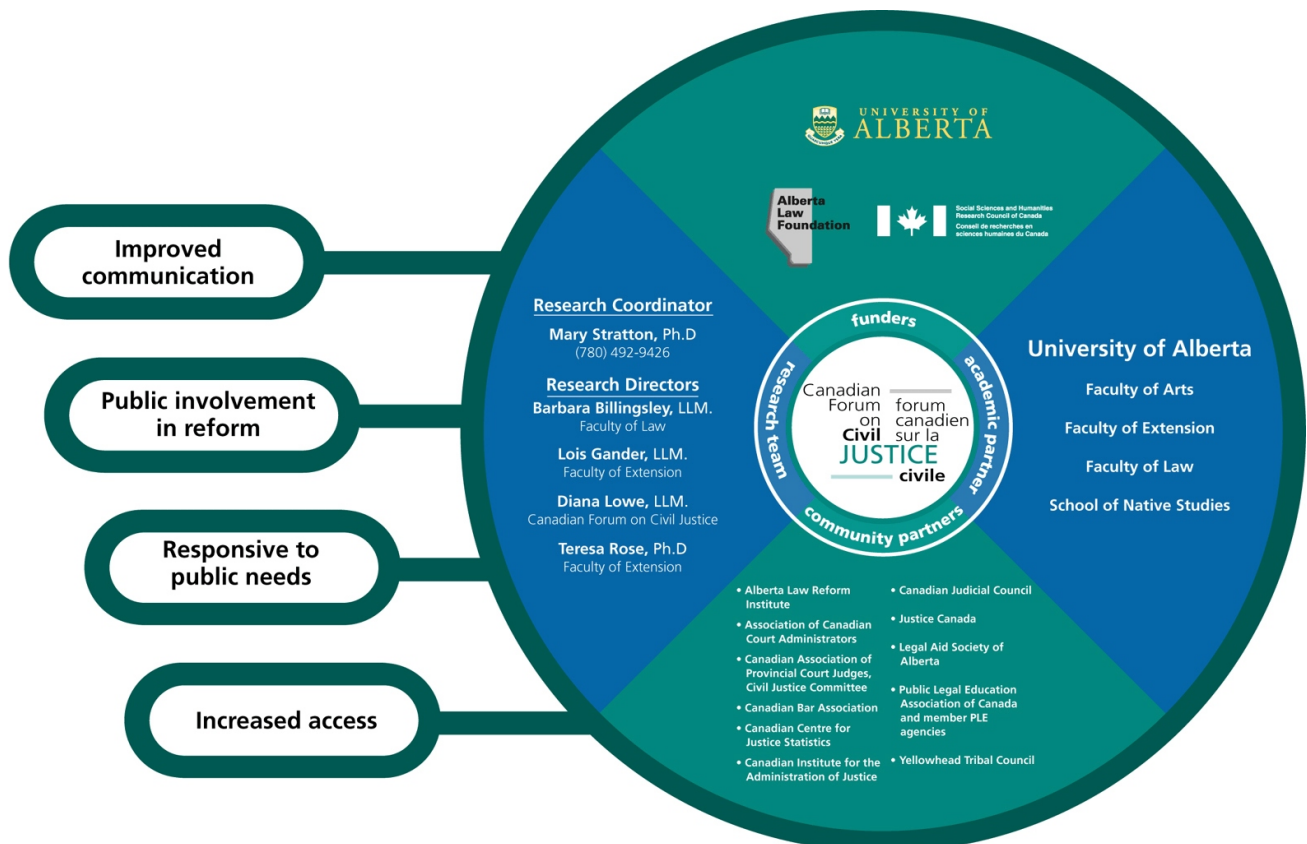 Improved
communication
Public involvement
in reform
Responsive to
public needs
Increased access
UNIVERSITY OF
ALBERTA
Alberta
Law
Foundation
Social Sciences and Humanities
Research Council of Canada
Conseil de recherches en
sciences humaines du Canada
Research Coordinator
Mary Stratton, Ph.D
(780) 492-9426
Research Directors
Barbara Billingsley, LLM.
Faculty of Law
Lois Gander, LLM.
Faculty of Extension
Diana Lowe, LLM.
Canadian Forum on Civil Justice
Teresa Rose, Ph.D
Faculty of Extension
funders
research team
academic partner
community partners
Canadian
Forum
on
Civil
forum
canadien
sur la
JUSTICE
civile
University of Alberta
Faculty of Arts
Faculty of Extension
Faculty of Law
School of Native Studies
• Alberta Law Reform
Institute
• Association of Canadian
Court Administrators
• Canadian Association of
Provincial Court Judges,
Civil Justice Committee
• Canadian Bar Association
• Canadian Centre for
Justice Statistics
• Canadian Institute for the
Administration of Justice
• Canadian Judicial Council
• Justice Canada
• Legal Aid Society of
Alberta
• Public Legal Education
Association of Canada
and member PLE
agencies
• Yellowhead Tribal Council